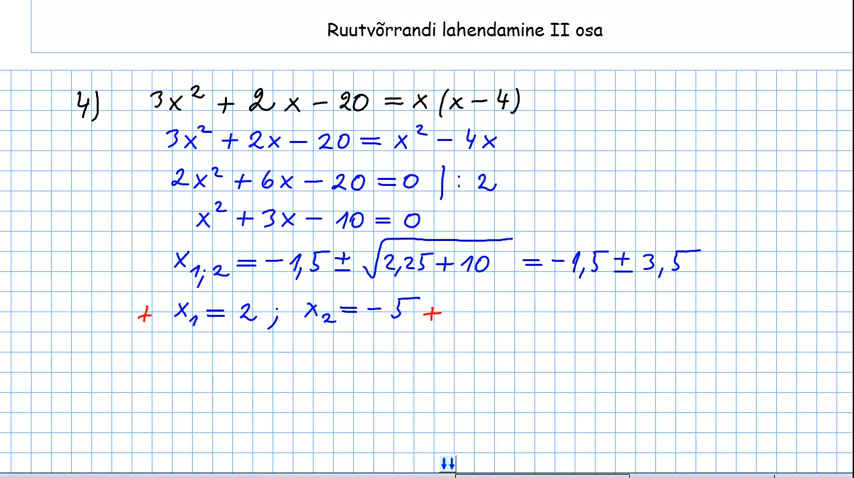 Ruutvõrrandi lahendamine II osa
4) 3x² + 2x – 20 = x (x – 4)
3x² + 2x – 20 = x² – 4x
2x² + 6x – 20 = 0 | : 2
x² + 3x – 10 = 0
x₁;₂ = –1,5 ± √(2,25 + 10) = –1,5 ± 3,5
+ x₁ = 2 ; x₂ = –5 +